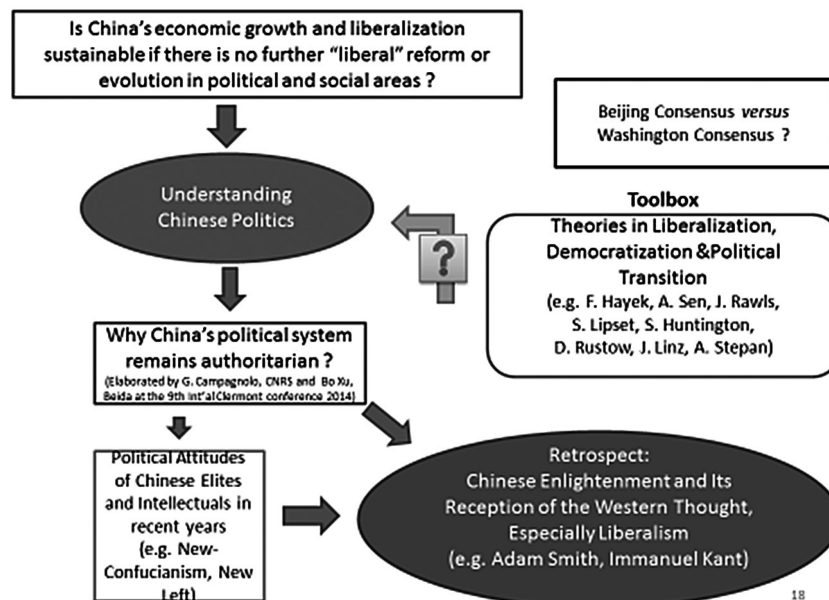 Is China's economic growth and liberalization
sustainable if there is no further "liberal" reform or
evolution in political and social areas ?
Beijing Consensus versus
Washington Consensus ?
Understanding
Chinese Politics
Toolbox
Theories in Liberalization,
Democratization &Political
Transition
(e.g. F. Hayek, A. Sen, J. Rawls,
S. Lipset, S. Huntington,
D. Rustow, J. Linz, A. Stepan)
?
Why China's political system
remains authoritarian ?
(Elaborated by G. Campagnolo, CNRS and Bo Xu,
Beida at the 9th Int'al Clermont conference 2014)
Political Attitudes
of Chinese Elites
and Intellectuals in
recent years
(e.g. New-
Confucianism, New
Left)
Retrospect:
Chinese Enlightenment and Its
Reception of the Western Thought,
Especially Liberalism
(e.g. Adam Smith, Immanuel Kant)
18